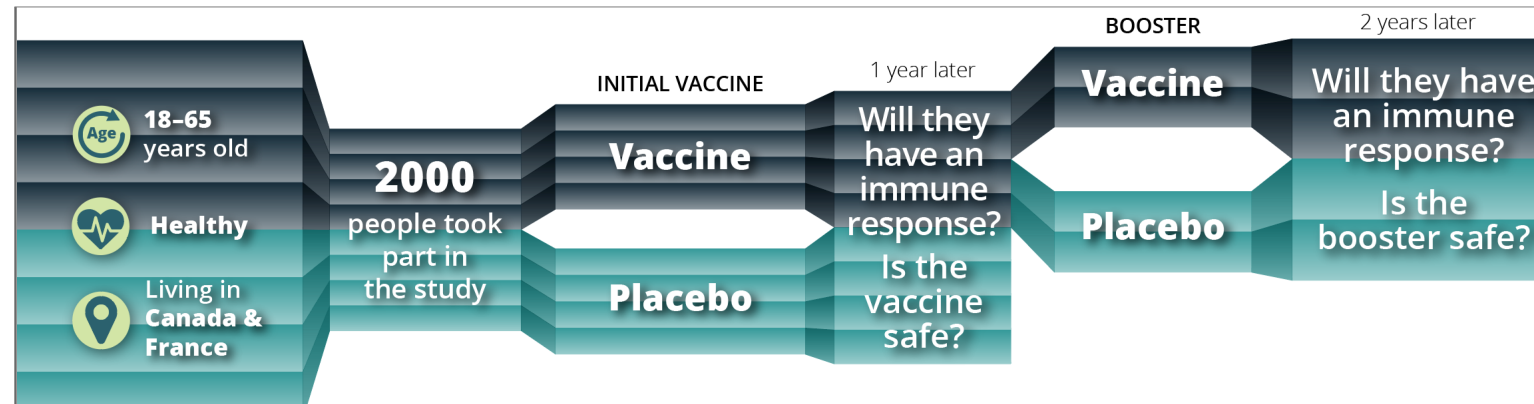 Age
18–65
years old
Healthy
Living in
Canada &
France
2000
people took
part in
the study
INITIAL VACCINE
Vaccine
Placebo
1 year later
Will they
have an
immune
response?
Is the
vaccine
safe?
BOOSTER
Vaccine
Placebo
2 years later
Will they have
an immune
response?
Is the
booster safe?